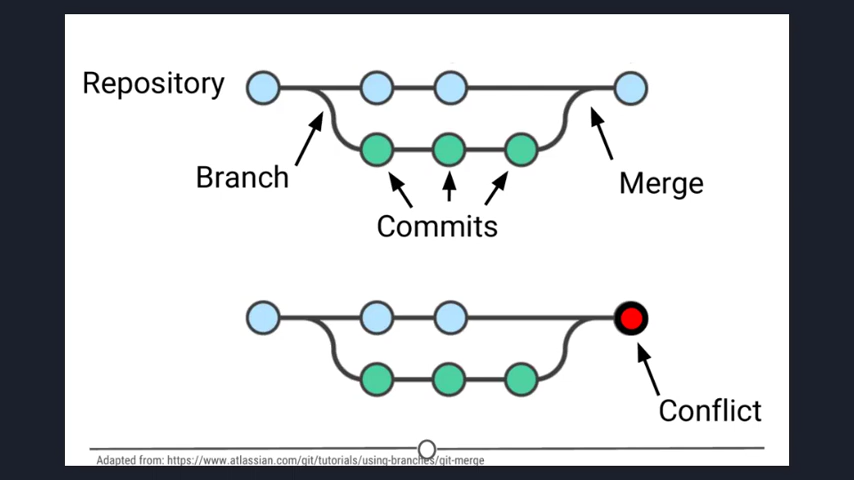 Repository
Branch
Merge
Commits
Conflict
Adapted from: https://www.atlassian.com/git/tutorials/using-branches/git-merge